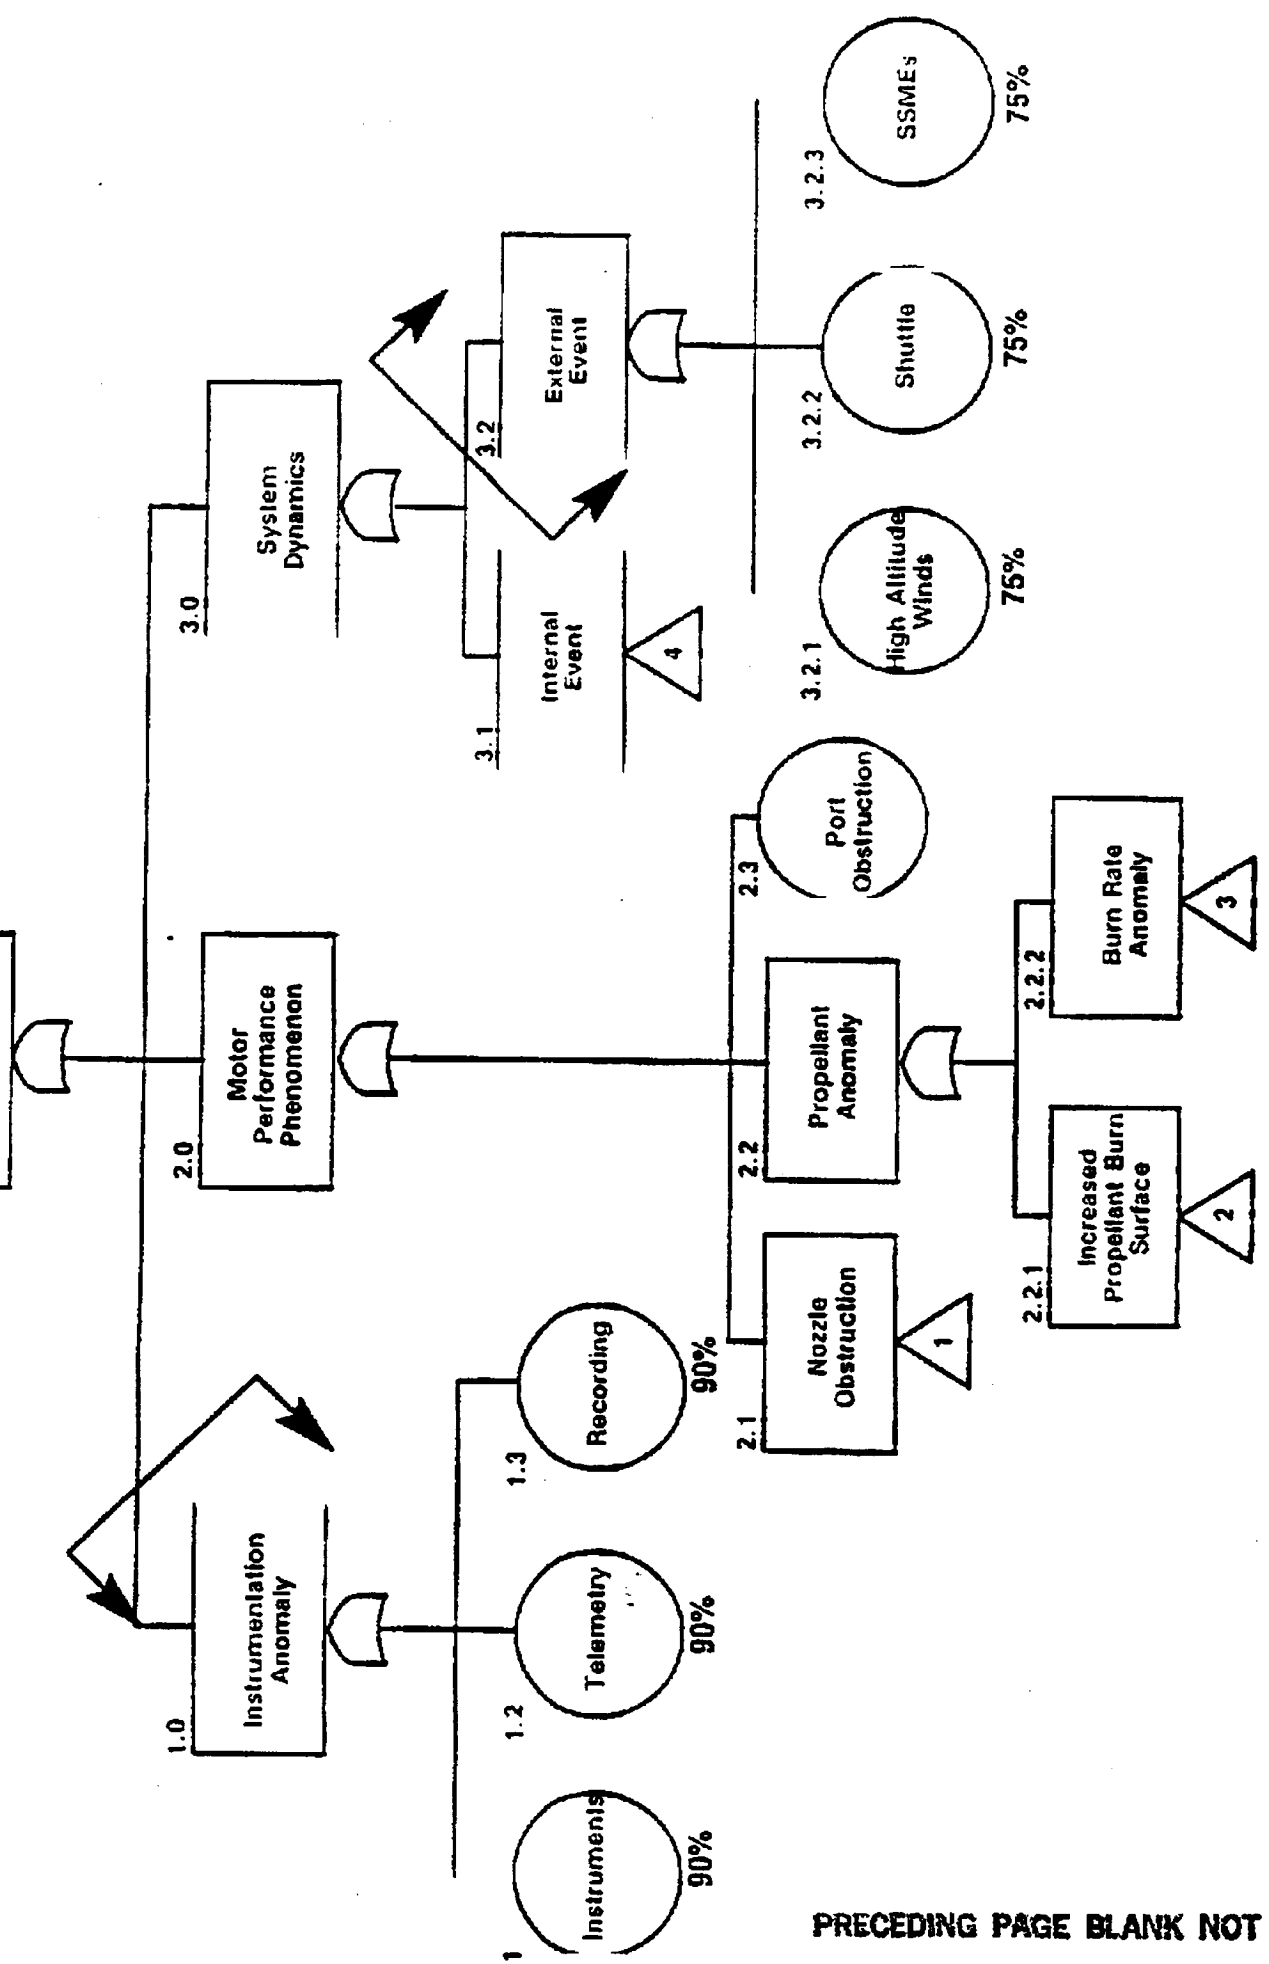 1.0
Instrumentation
Anomaly
2.0
Motor
Performance
Phenomenon
3.0
System
Dynamics
1
Instruments
90%
1.2
Telemetry
90%
1.3
Recording
90%
3.1
Internal
Event
4
3.2
External
Event
2.1
Nozzle
Obstruction
1
2.2
Propellant
Anomaly
2.3
Port
Obstruction
3.2.1
High Altitude
Winds
75%
3.2.2
Shuttle
75%
3.2.3
SSMEs
75%
2.2.1
Increased
Propellant Burn
Surface
2
2.2.2
Burn Rate
Anomaly
3
PRECEDING PAGE BLANK NOT